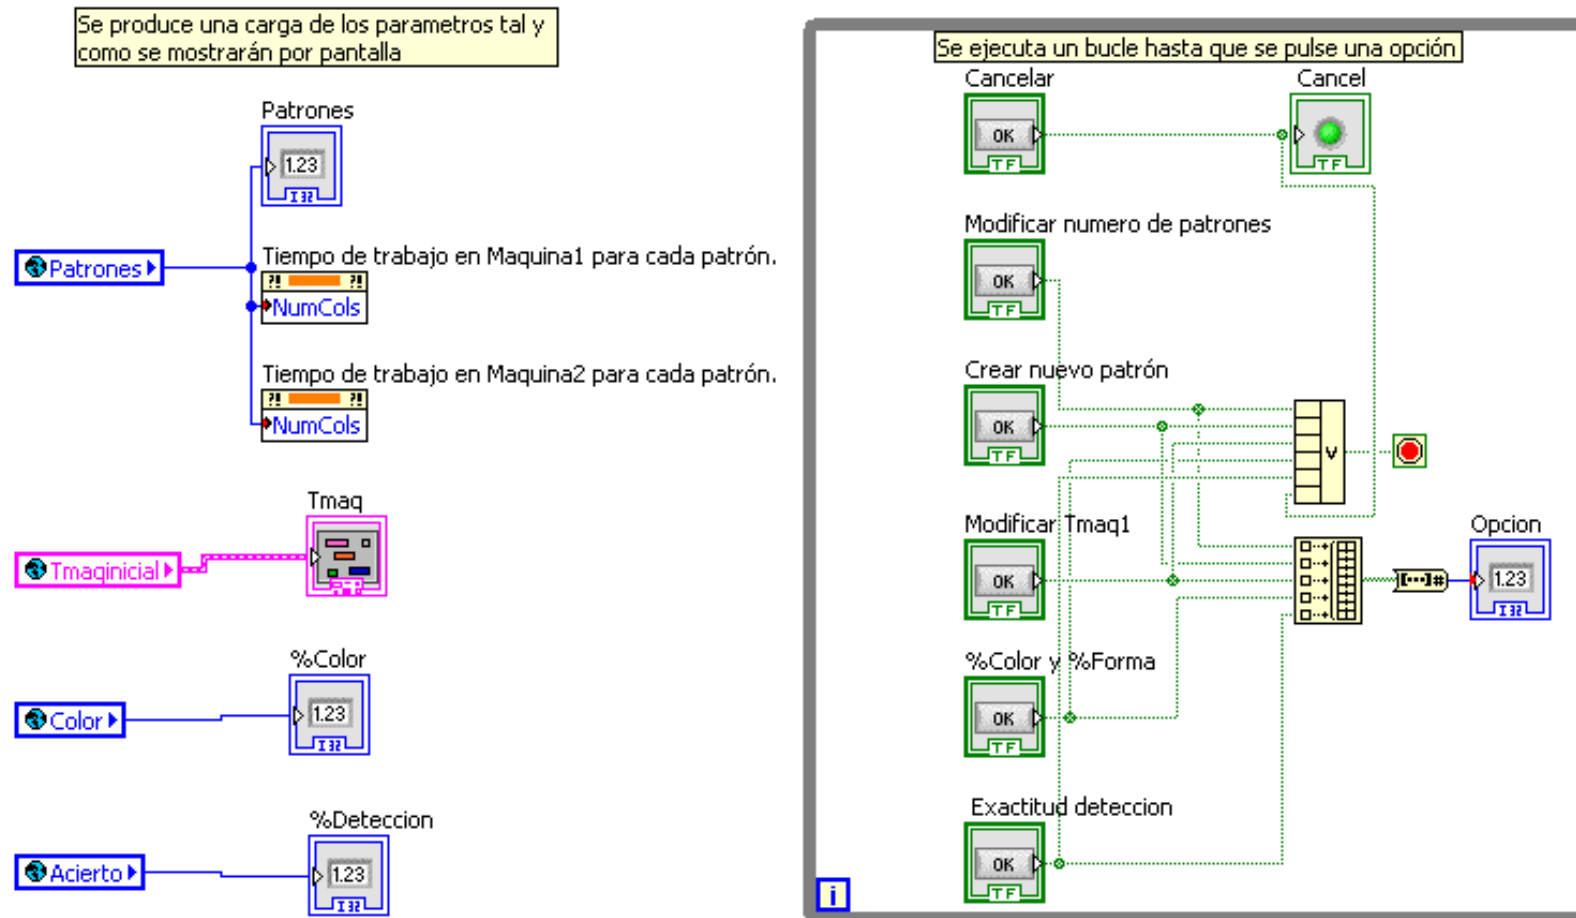 Se produce una carga de los parametros tal y
como se mostrarán por pantalla
Patrones
1.23
I32
Patrones
Tiempo de trabajo en Maquina1 para cada patrón.
?! ?!
NumCols
Tiempo de trabajo en Maquina2 para cada patrón.
?! ?!
NumCols
Tmaq
Tmaqinicial
%Color
1.23
I32
Color
%Deteccion
1.23
I32
Acierto
Se ejecuta un bucle hasta que se pulse una opción
Cancelar
OK
TF
Cancel
TF
Modificar numero de patrones
OK
TF
Crear nuevo patrón
OK
TF
V
Modificar Tmaq1
OK
TF
[...]#
Opcion
1.23
I32
%Color y %Forma
OK
TF
Exactitud deteccion
OK
TF
i